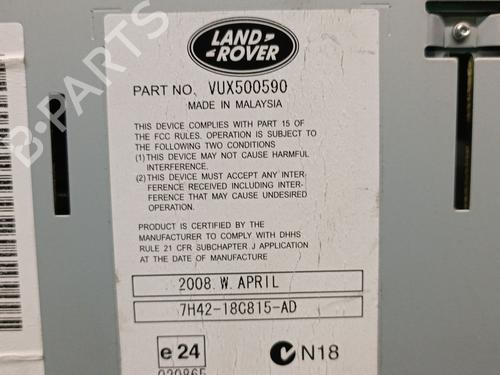 LAND ROVER
PART NO. VUX500590
MADE IN MALAYSIA
THIS DEVICE COMPLIES WITH PART 15 OF
THE FCC RULES. OPERATION IS SUBJECT TO
THE FOLLOWING TWO CONDITIONS
(1) THIS DEVICE MAY NOT CAUSE HARMFUL
INTERFERENCE.
(2) THIS DEVICE MUST ACCEPT ANY INTER-
FERENCE RECEIVED INCLUDING INTER-
FERENCE THAT MAY CAUSE UNDESIRED
OPERATION.
PRODUCT IS CERTIFIED BY THE
MANUFACTURER TO COMPLY WITH DHHS
RULE 21 CFR SUBCHAPTER J APPLICATION
AT THE DATE OF MANUFACTURE
2008. W. APRIL
7H42-18C815-AD
e24
N18
020865
B-PARTS